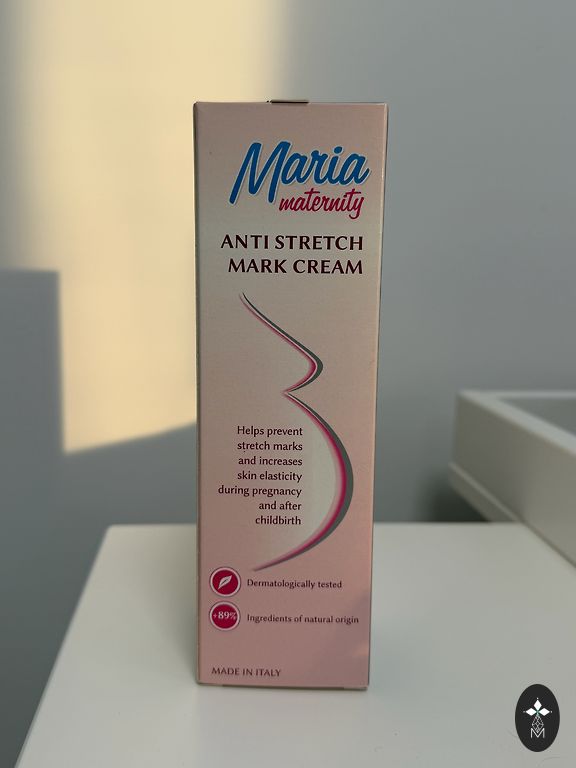 Maria
maternity
ANTI STRETCH
MARK CREAM
Helps prevent
stretch marks
and increases
skin elasticity
during pregnancy
and after
childbirth
Dermatologically tested
+89%
Ingredients of natural origin
MADE IN ITALY
M